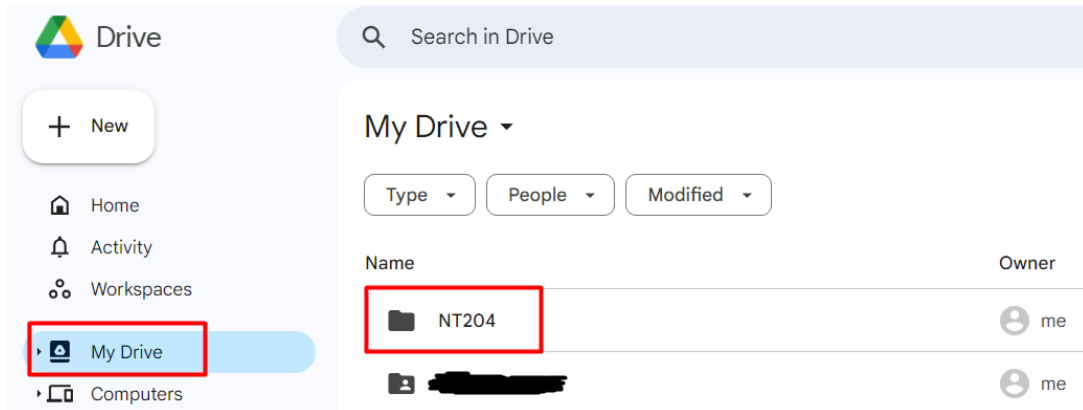 Drive
Search in Drive
New
My Drive
Type People Modified
Home
Activity
Workspaces
My Drive
Computers
Name Owner
NT204 me
me